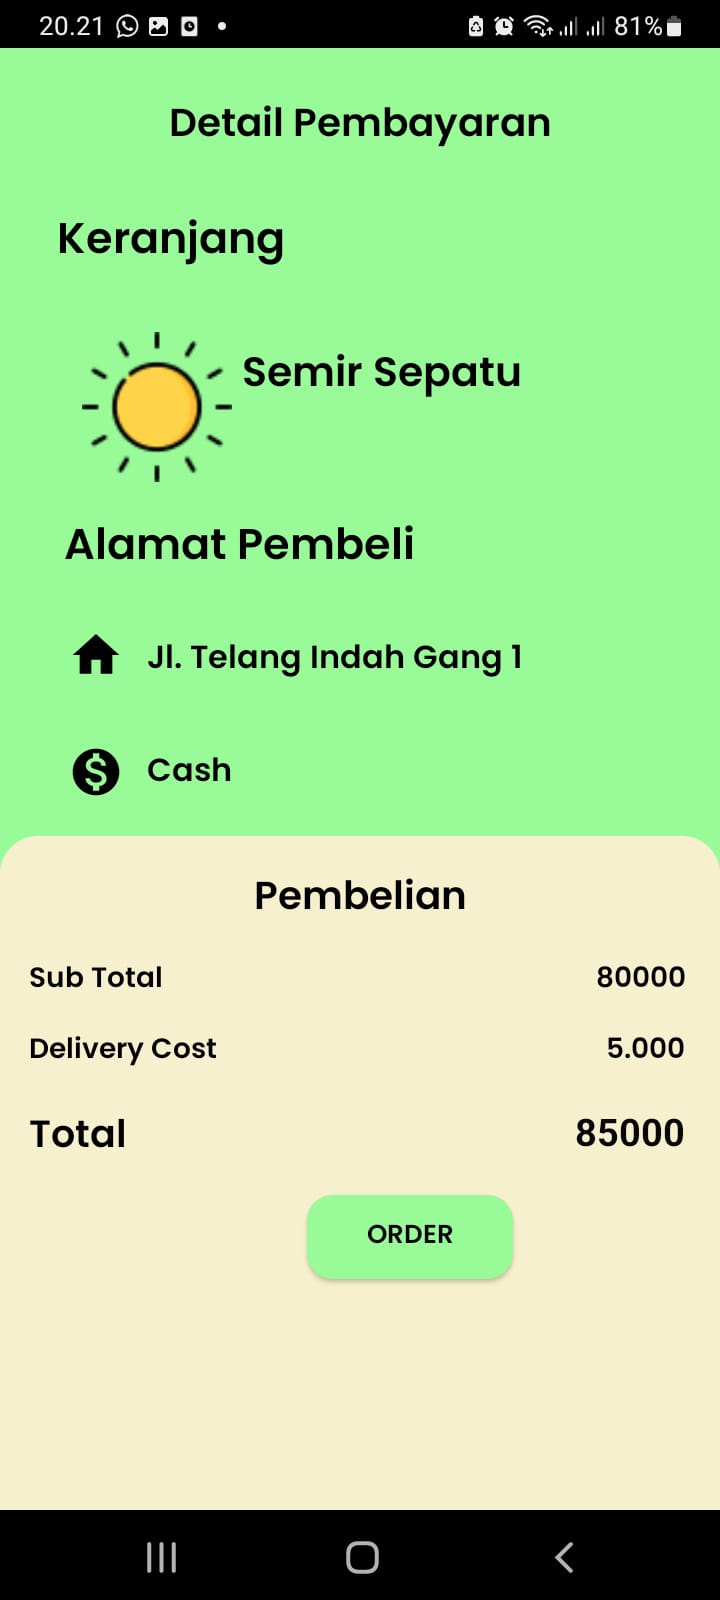 20.21
81%
Detail Pembayaran
Keranjang
Semir Sepatu
Alamat Pembeli
Jl. Telang Indah Gang 1
$ Cash
Pembelian
Sub Total 80000
Delivery Cost 5.000
Total 85000
ORDER